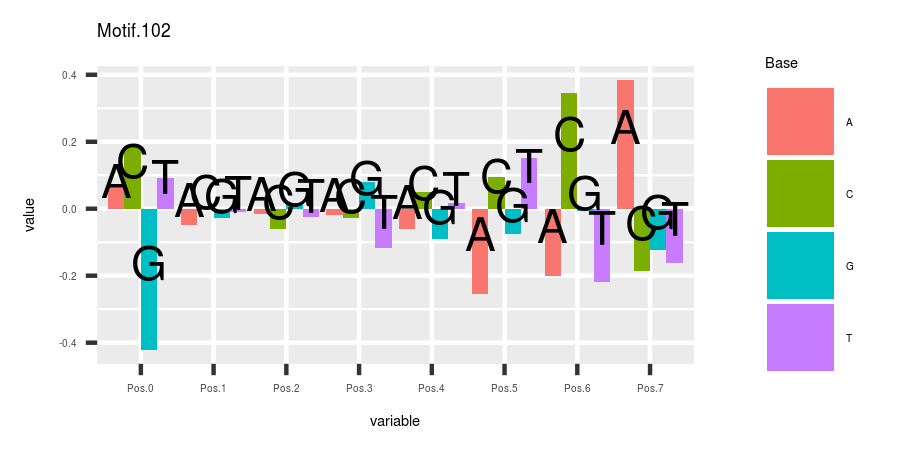 Motif.102
Base
0.4
0.2
0.0
-0.2
-0.4
value
A C G T A C G T A C G T A C G T A C G T A C G T A C G T A C G T
A
C
G
T
Pos.0 Pos.1 Pos.2 Pos.3 Pos.4 Pos.5 Pos.6 Pos.7
variable